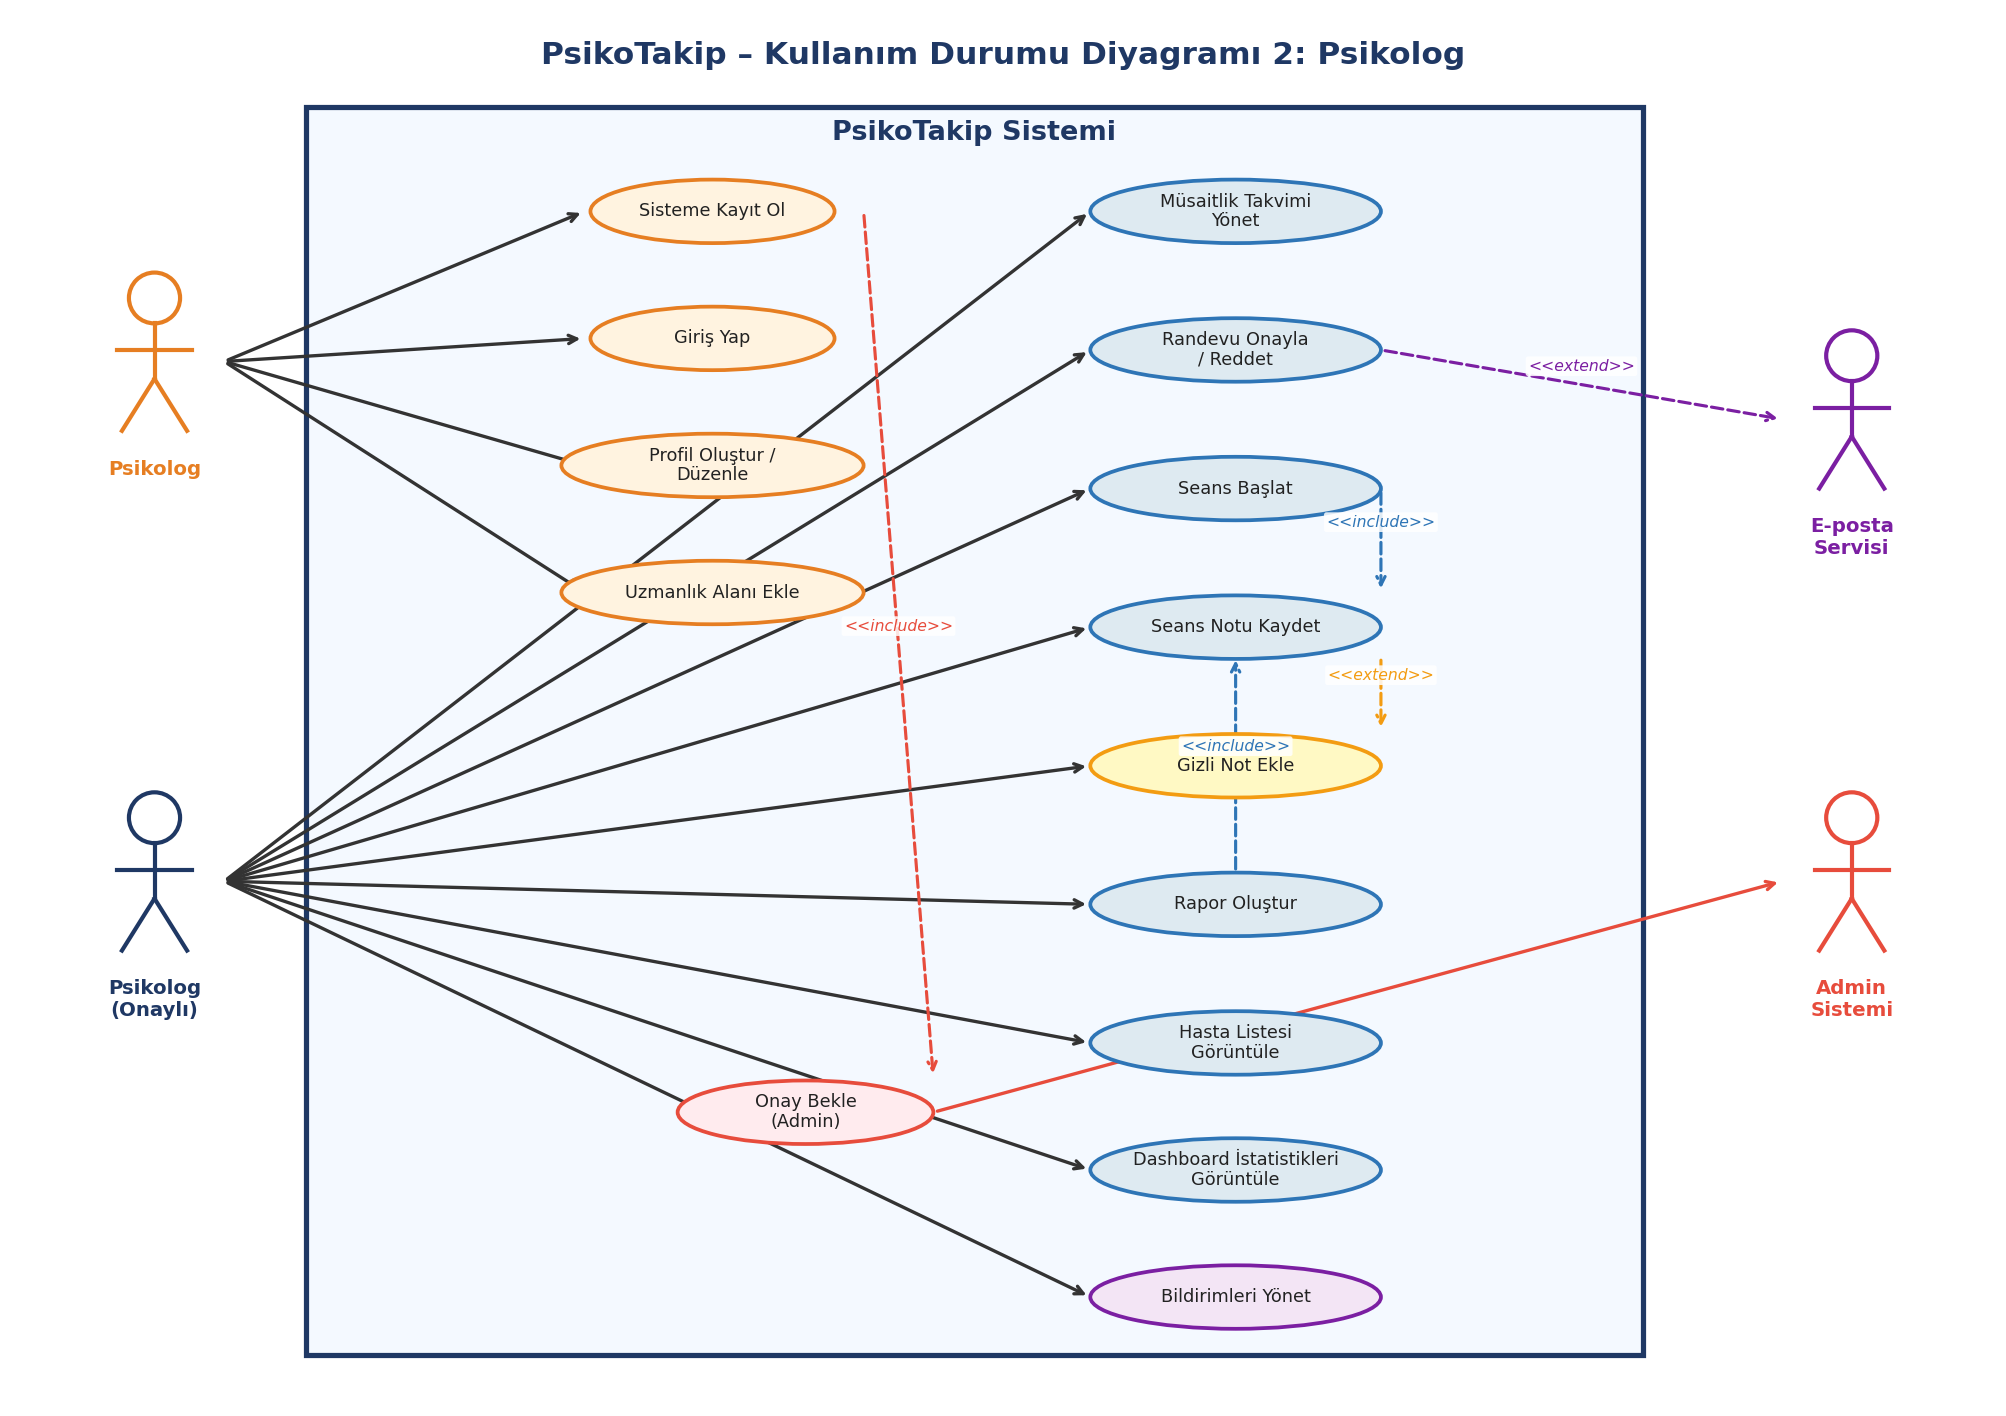 PsikoTakip – Kullanım Durumu Diyagramı 2: Psikolog
PsikoTakip Sistemi
Sisteme Kayıt Ol
Giriş Yap
Profil Oluştur /
Düzenle
Uzmanlık Alanı Ekle
<<include>>
Onay Bekle
(Admin)
Müsaitlik Takvimi
Yönet
Randevu Onayla
/ Reddet
<<extend>>
Seans Başlat
<<include>>
Seans Notu Kaydet
<<extend>>
<<include>>
Gizli Not Ekle
Rapor Oluştur
Hasta Listesi
Görüntüle
Dashboard İstatistikleri
Görüntüle
Bildirimleri Yönet
Psikolog
Psikolog
(Onaylı)
E-posta
Servisi
Admin
Sistemi